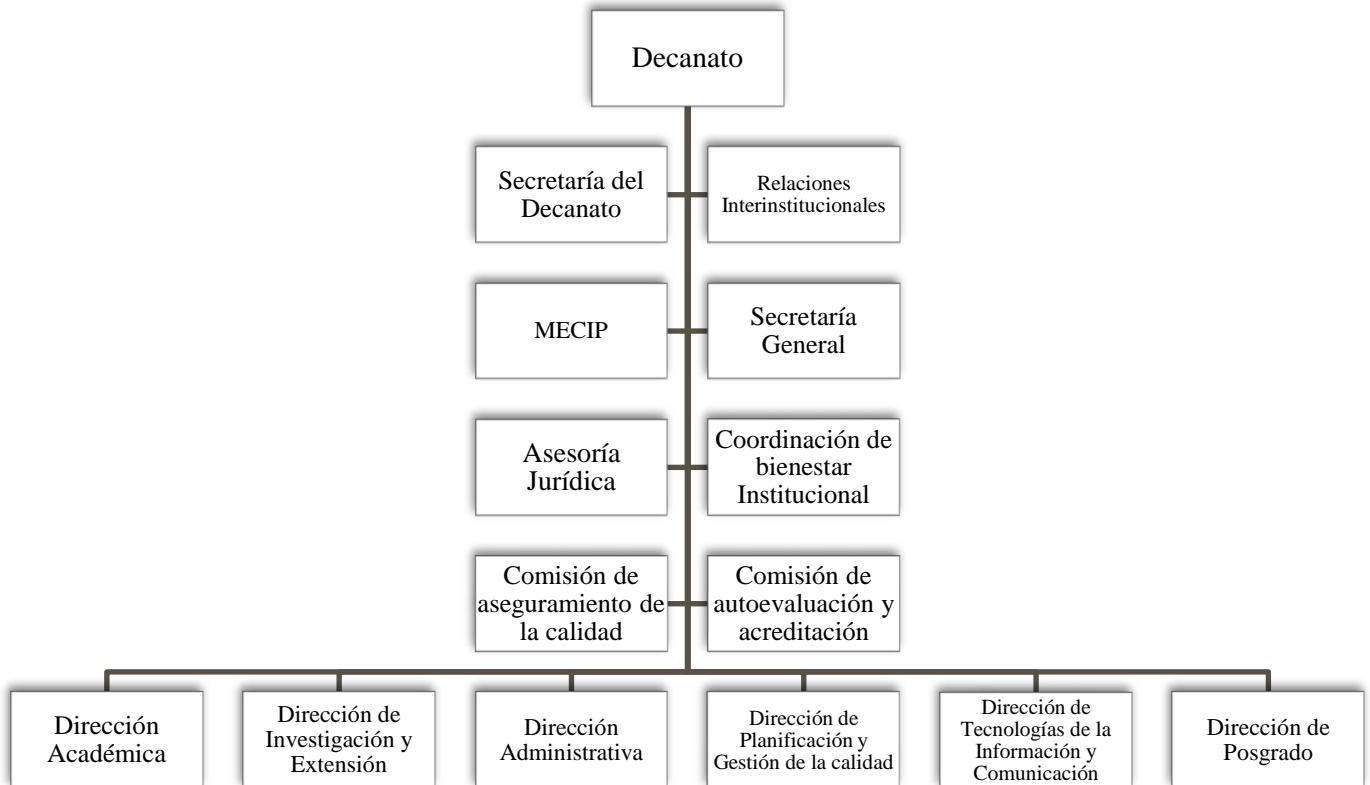 Decanato
Secretaría del
Decanato
Relaciones
Interinstitucionales
MECIP
Secretaría
General
Asesoría
Jurídica
Coordinación de
bienestar
Institucional
Comisión de
aseguramiento de
la calidad
Comisión de
autoevaluación y
acreditación
Dirección
Académica
Dirección de
Investigación y
Extensión
Dirección
Administrativa
Dirección de
Planificación y
Gestión de la calidad
Dirección de
Tecnologías de la
Información y
Comunicación
Dirección de
Posgrado